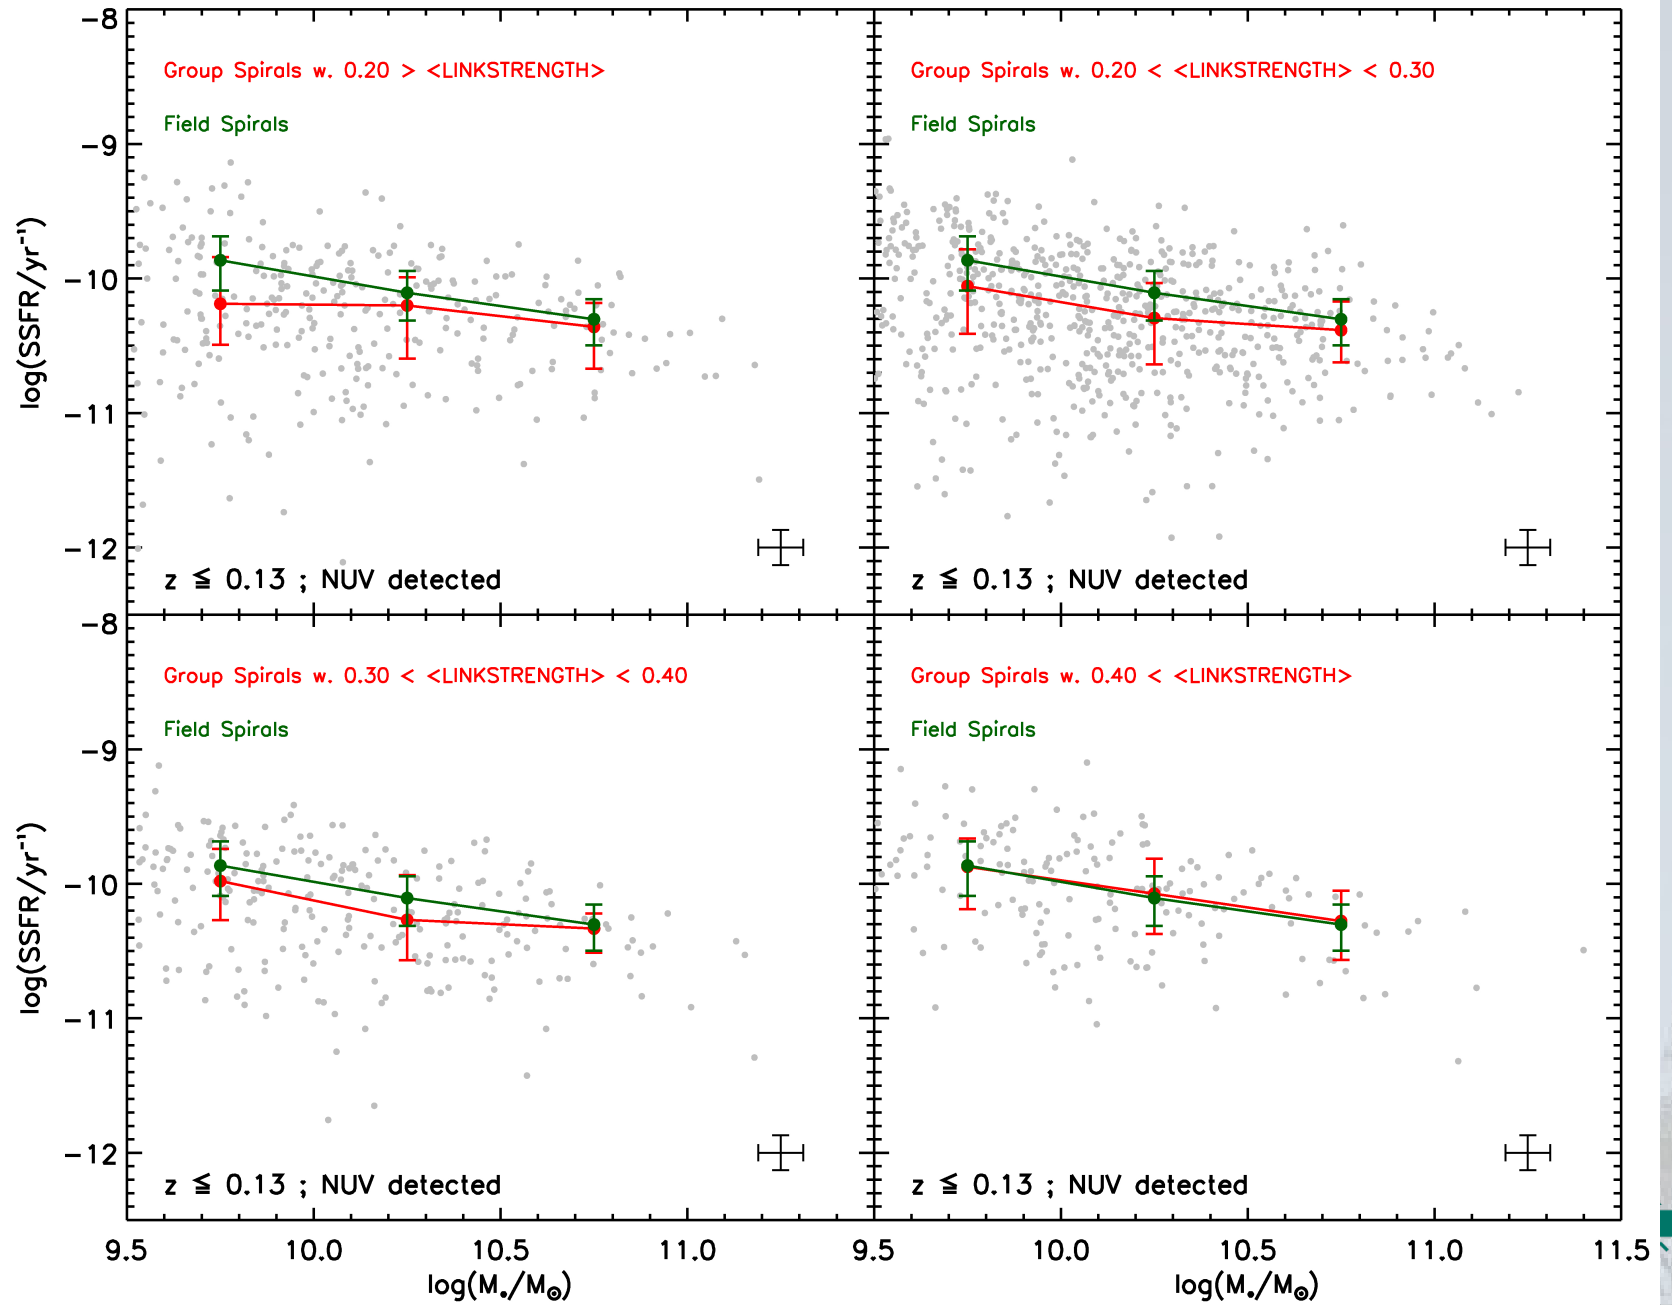 -8
Group Spirals w. 0.20 > <LINKSTRENGTH>
Group Spirals w. 0.20 < <LINKSTRENGTH> < 0.30
Field Spirals
Field Spirals
-9
log(SSFR/yr⁻¹)
-10
-11
-12
z ≦ 0.13 ; NUV detected
z ≦ 0.13 ; NUV detected
-8
Group Spirals w. 0.30 < <LINKSTRENGTH> < 0.40
Group Spirals w. 0.40 < <LINKSTRENGTH>
Field Spirals
Field Spirals
-9
log(SSFR/yr⁻¹)
-10
-11
-12
z ≦ 0.13 ; NUV detected
z ≦ 0.13 ; NUV detected
9.5 10.0 10.5 11.0 9.5 10.0 10.5 11.0 11.5
log(M⁎/M⊙)
log(M⁎/M⊙)